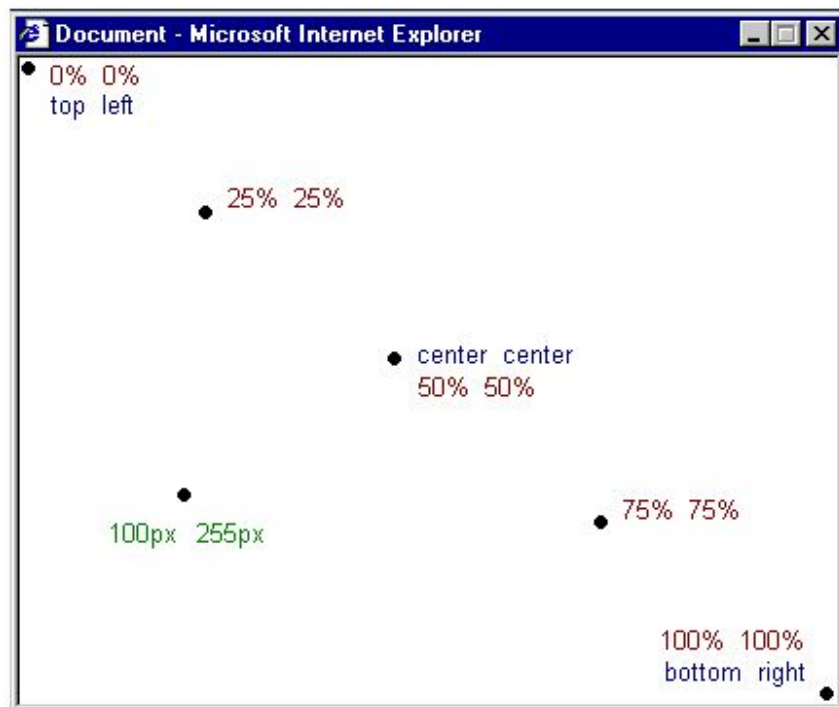 Document - Microsoft Internet Explorer
0% 0%
top left
25% 25%
center center
50% 50%
100px 255px
75% 75%
100% 100%
bottom right